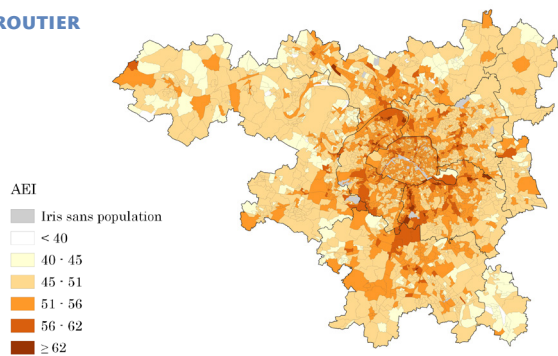 ROUTIER
AEI
Iris sans population
< 40
40 - 45
45 - 51
51 - 56
56 - 62
≥ 62